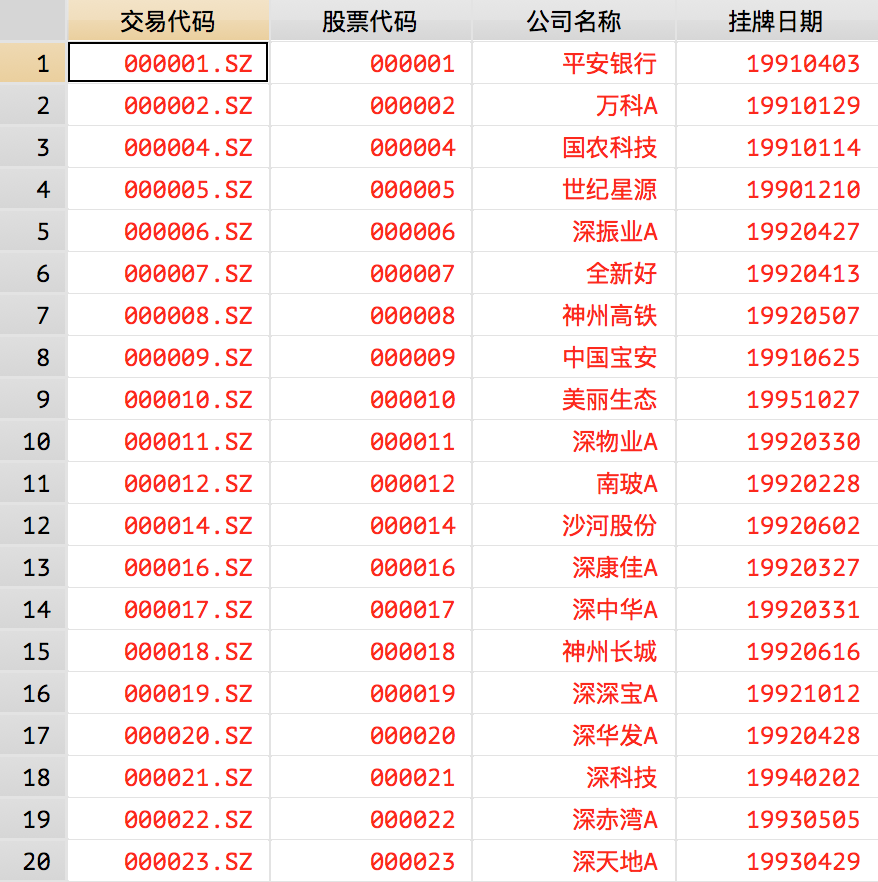 交易代码 股票代码 公司名称 挂牌日期
1 000001.SZ 000001 平安银行 19910403
2 000002.SZ 000002 万科A 19910129
3 000004.SZ 000004 国农科技 19910114
4 000005.SZ 000005 世纪星源 19901210
5 000006.SZ 000006 深振业A 19920427
6 000007.SZ 000007 全新好 19920413
7 000008.SZ 000008 神州高铁 19920507
8 000009.SZ 000009 中国宝安 19910625
9 000010.SZ 000010 美丽生态 19951027
10 000011.SZ 000011 深物业A 19920330
11 000012.SZ 000012 南玻A 19920228
12 000014.SZ 000014 沙河股份 19920602
13 000016.SZ 000016 深康佳A 19920327
14 000017.SZ 000017 深中华A 19920331
15 000018.SZ 000018 神州长城 19920616
16 000019.SZ 000019 深深宝A 19921012
17 000020.SZ 000020 深华发A 19920428
18 000021.SZ 000021 深科技 19940202
19 000022.SZ 000022 深赤湾A 19930505
20 000023.SZ 000023 深天地A 19930429